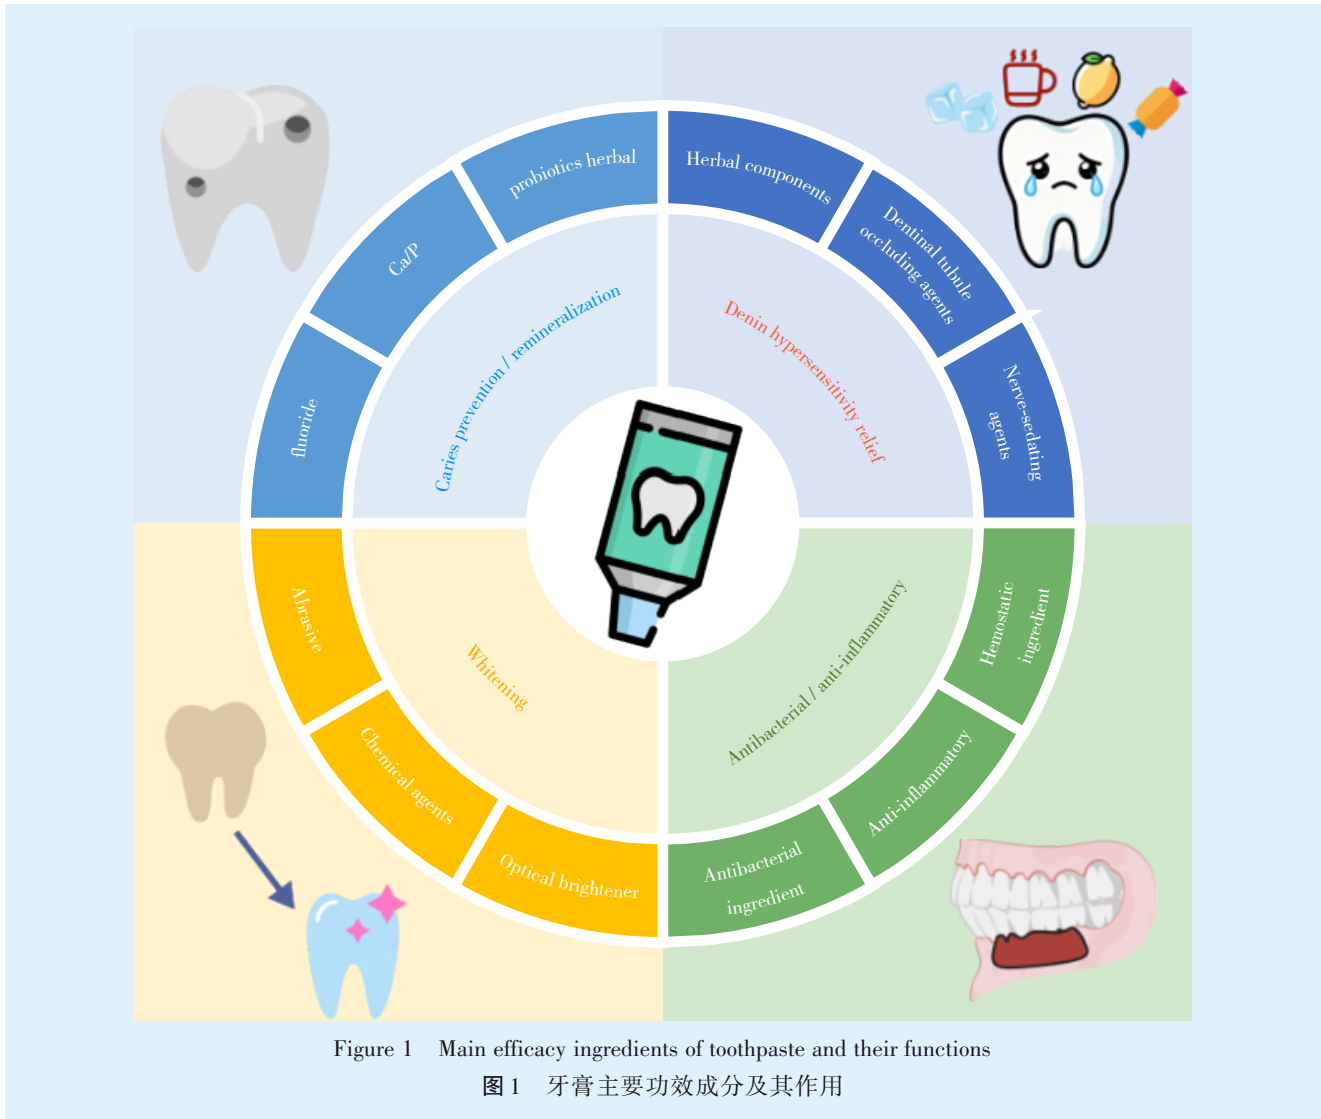 probiotics herbal
Herbal components
Ca/P
Dentinal tubule
occluding agents
fluoride
Nerve-sedating
agents
Caries prevention / remineralization
Denin hypersensitivity relief
Abrasive
Whitening
Antibacterial / anti-inflammatory
Hemostatic
ingredient
Chemical agents
Anti-inflammatory
Optical brightener
Antibacterial
ingredient
Figure 1 Main efficacy ingredients of toothpaste and their functions
图 1 牙膏主要功效成分及其作用